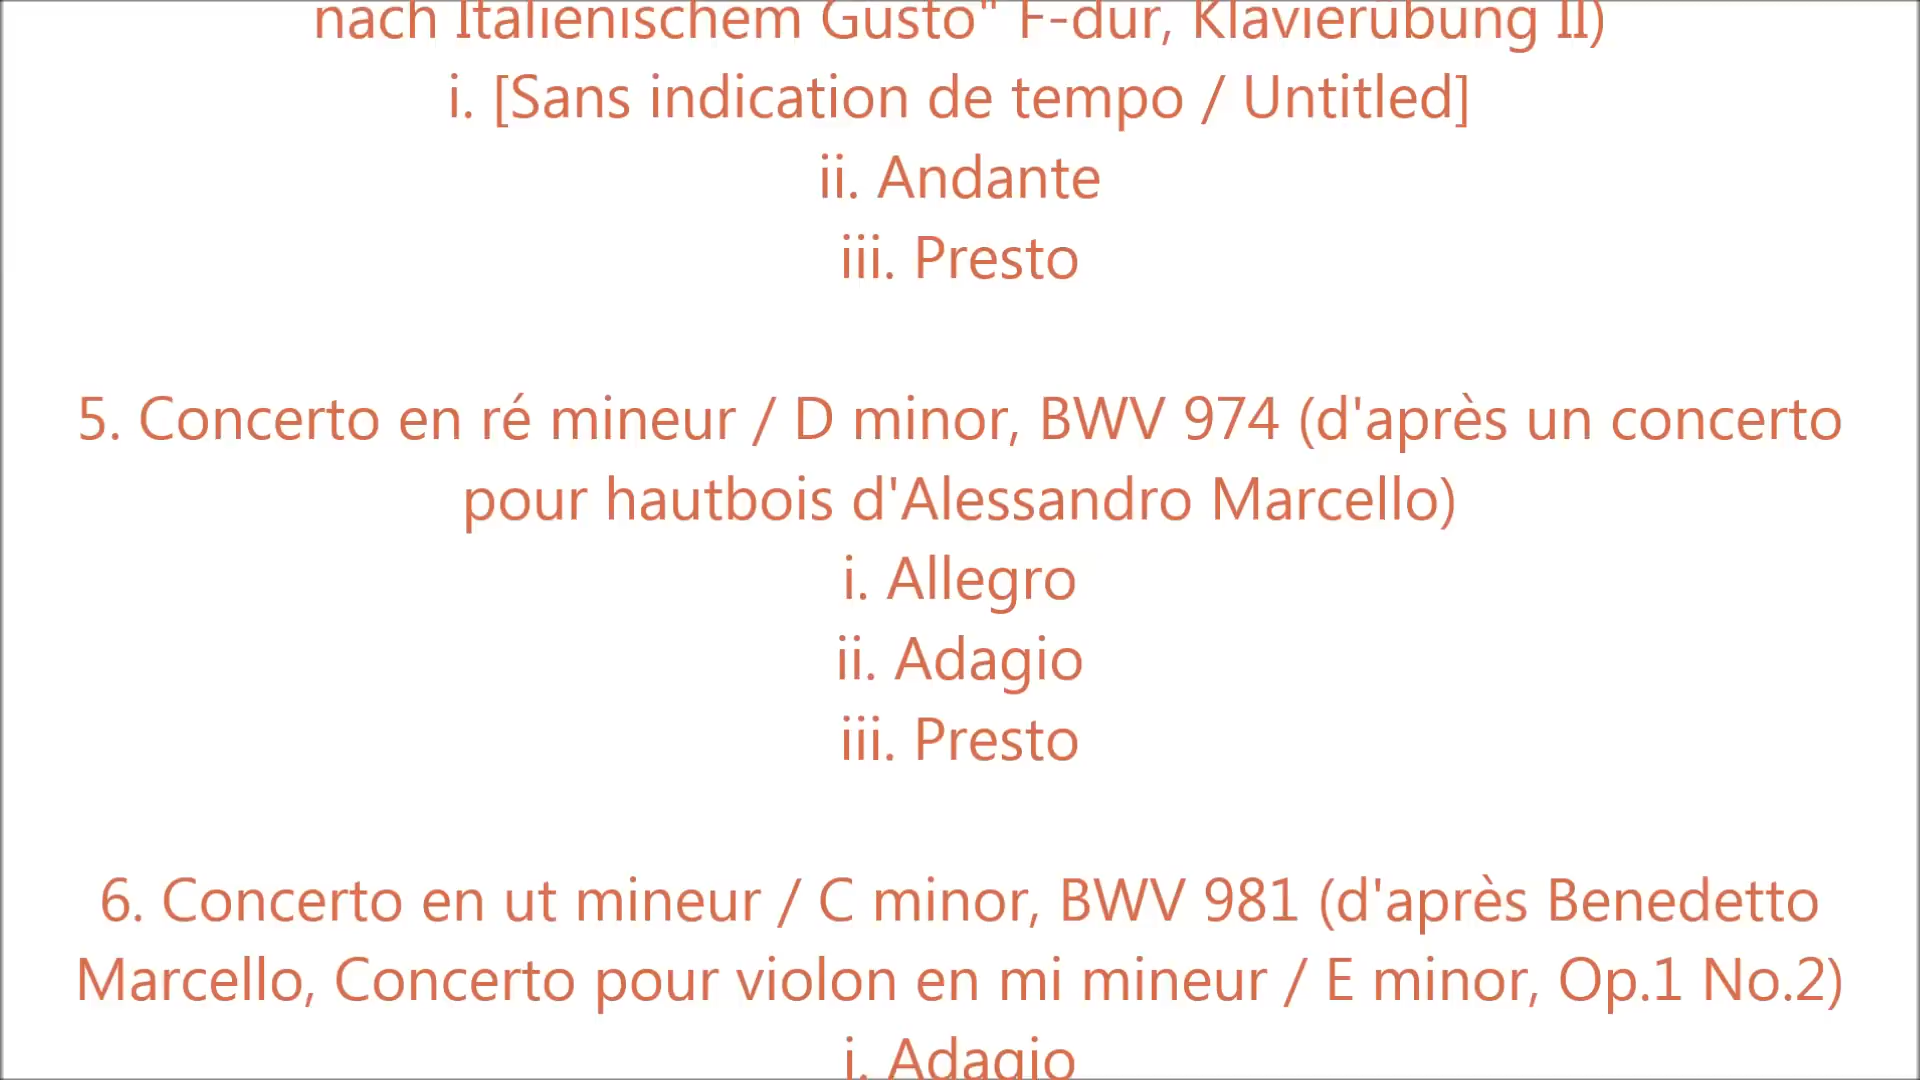 nach Italienischem Gusto" F-dur, Klavierübung II)
i. [Sans indication de tempo / Untitled]
ii. Andante
iii. Presto
5. Concerto en ré mineur / D minor, BWV 974 (d'après un concerto
pour hautbois d'Alessandro Marcello)
i. Allegro
ii. Adagio
iii. Presto
6. Concerto en ut mineur / C minor, BWV 981 (d'après Benedetto
Marcello, Concerto pour violon en mi mineur / E minor, Op.1 No.2)
i. Adagio